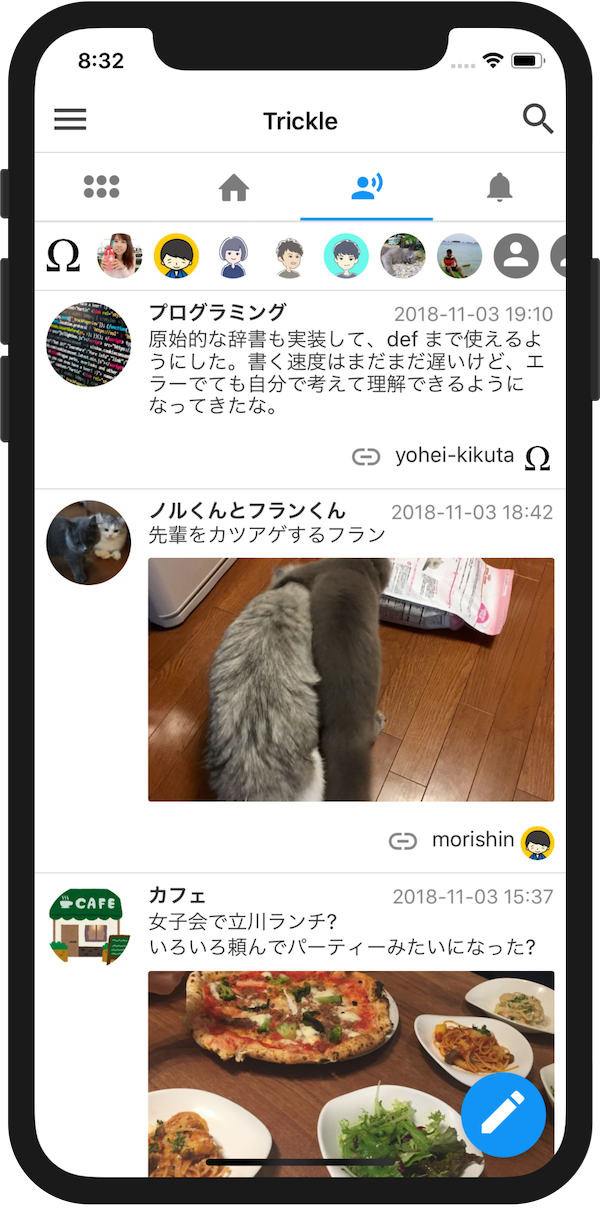 8:32
Trickle
Ω
プログラミング 2018-11-03 19:10
原始的な辞書も実装して、def まで使えるよ
うにした。書く速度はまだまだ遅いけど、エ
ラーでても自分で考えて理解できるように
なってきたな。
yohei-kikuta Ω
ノルくんとフランくん 2018-11-03 18:42
先輩をカツアゲするフラン
morishin
CAFE
カフェ 2018-11-03 15:37
女子会で立川ランチ?
いろいろ頼んでパーティーみたいになった?